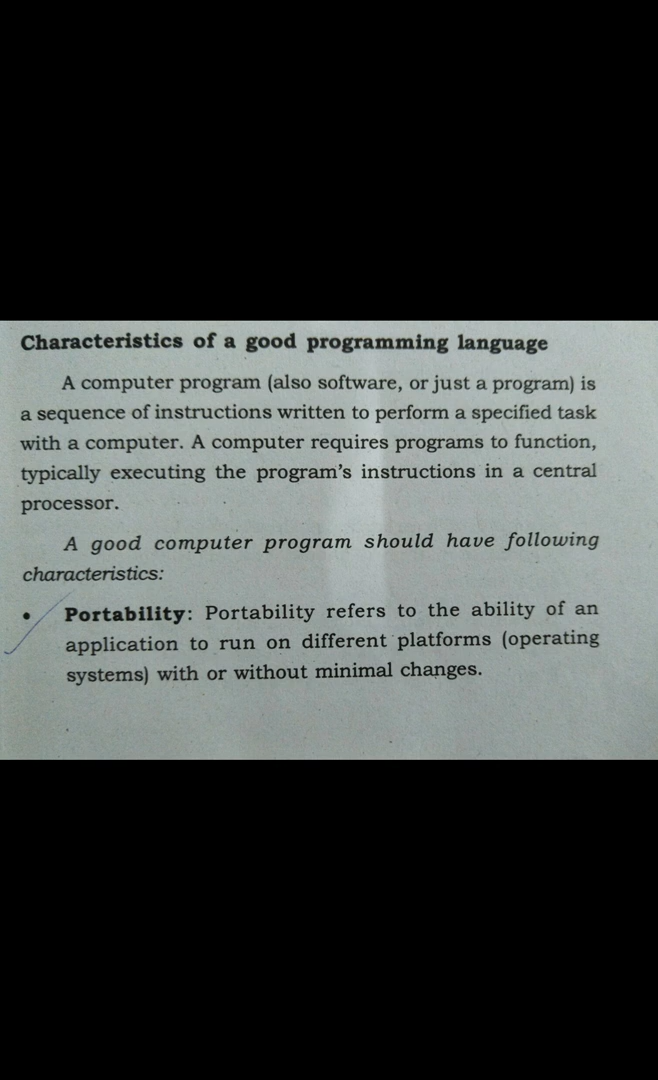 Characteristics of a good programming language
A computer program (also software, or just a program) is
a sequence of instructions written to perform a specified task
with a computer. A computer requires programs to function,
typically executing the program's instructions in a central
processor.
A good computer program should have following
characteristics:
• Portability: Portability refers to the ability of an
application to run on different platforms (operating
systems) with or without minimal changes.